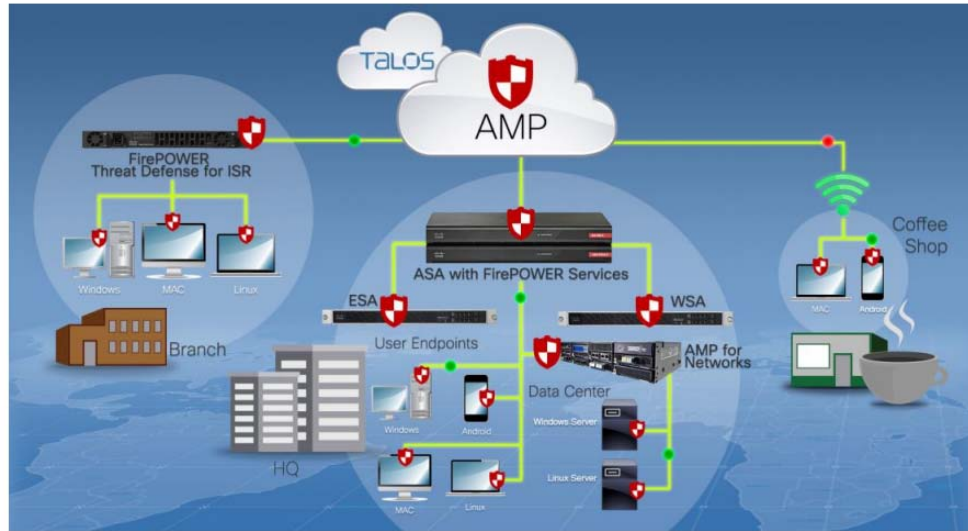 TALOS
AMP
FirePOWER
Threat Defense for ISR
Windows
MAC
Linux
Branch
ASA with FirePOWER Services
ESA
WSA
User Endpoints
AMP for
Networks
Data Center
Windows
Android
Windows Server
MAC
Linux
Linux Server
HQ
Coffee
Shop
MAC
Android